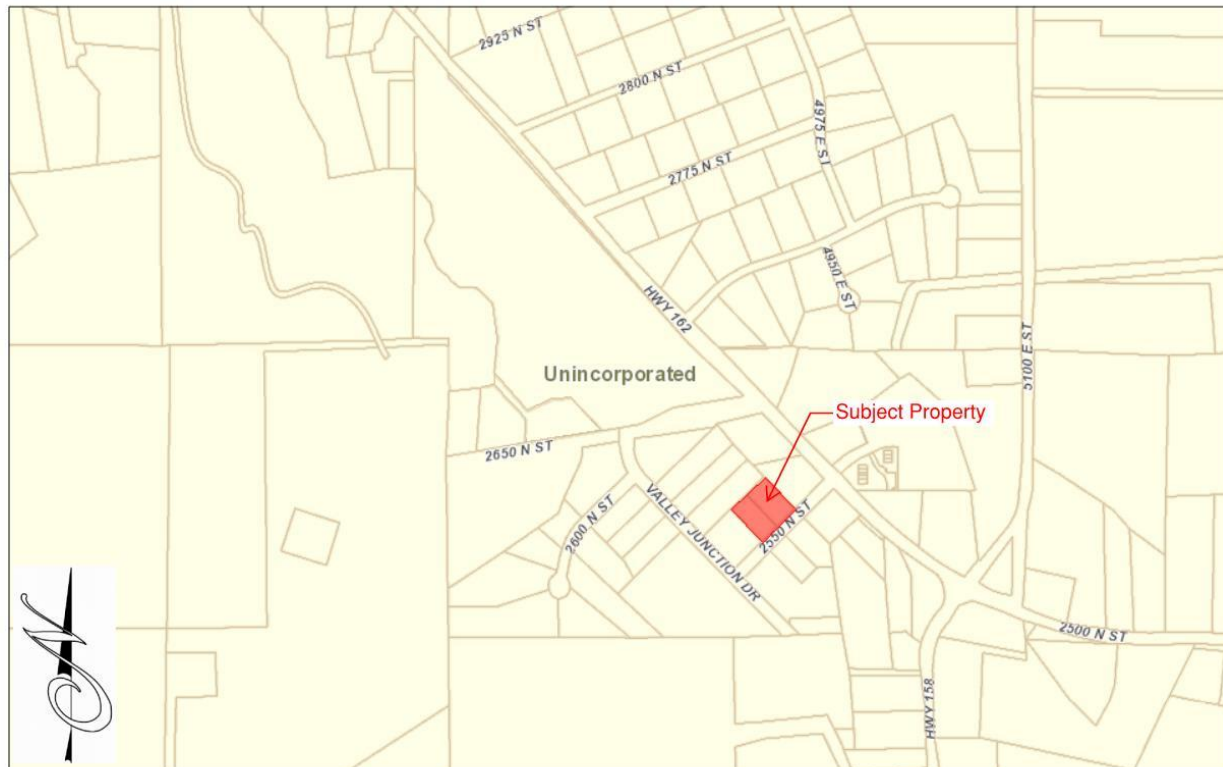 2925 N ST
2800 N ST
4975 E ST
2775 N ST
4950 E ST
HWY 162
5100 E ST
Unincorporated
Subject Property
2650 N ST
VALLEY JUNCTION DR
2600 N ST
2550 N ST
N
2500 N ST
HWY 158